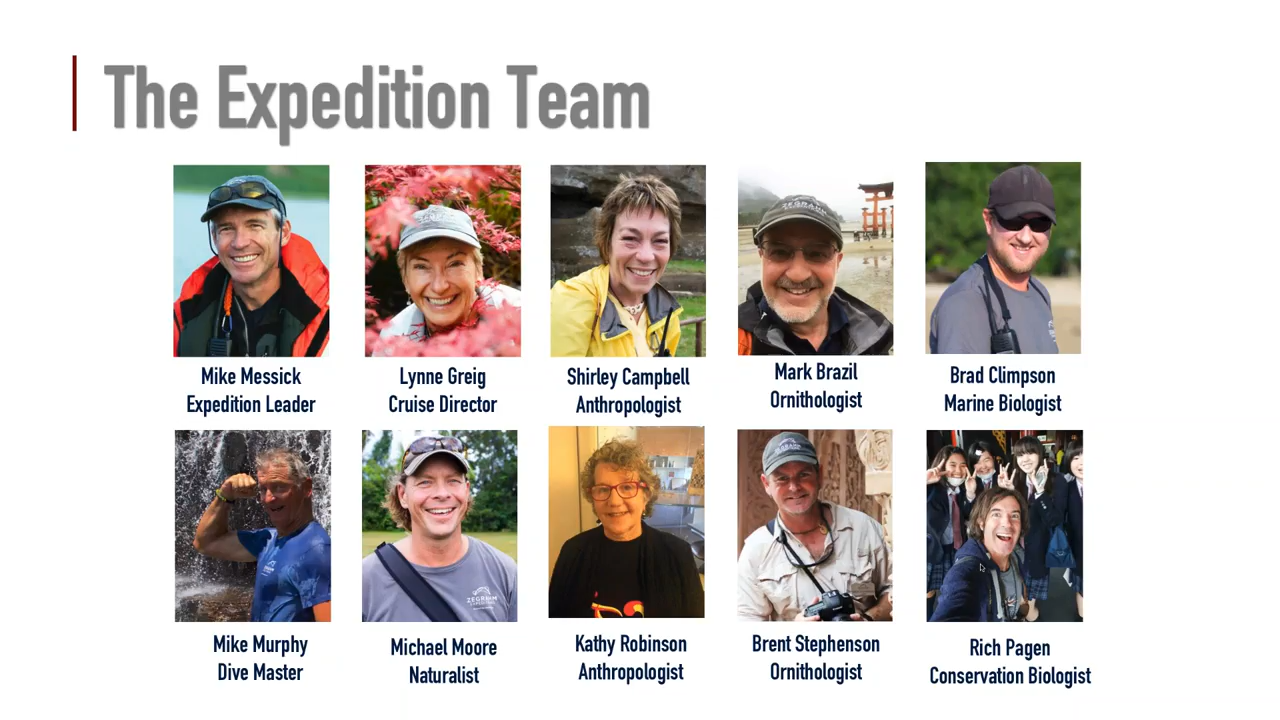 The Expedition Team
Mike Messick
Expedition Leader
Lynne Greig
Cruise Director
Shirley Campbell
Anthropologist
Mark Brazil
Ornithologist
Brad Climpson
Marine Biologist
ZEGRAHM
Mike Murphy
Dive Master
Michael Moore
Naturalist
Kathy Robinson
Anthropologist
Brent Stephenson
Ornithologist
Rich Pagen
Conservation Biologist